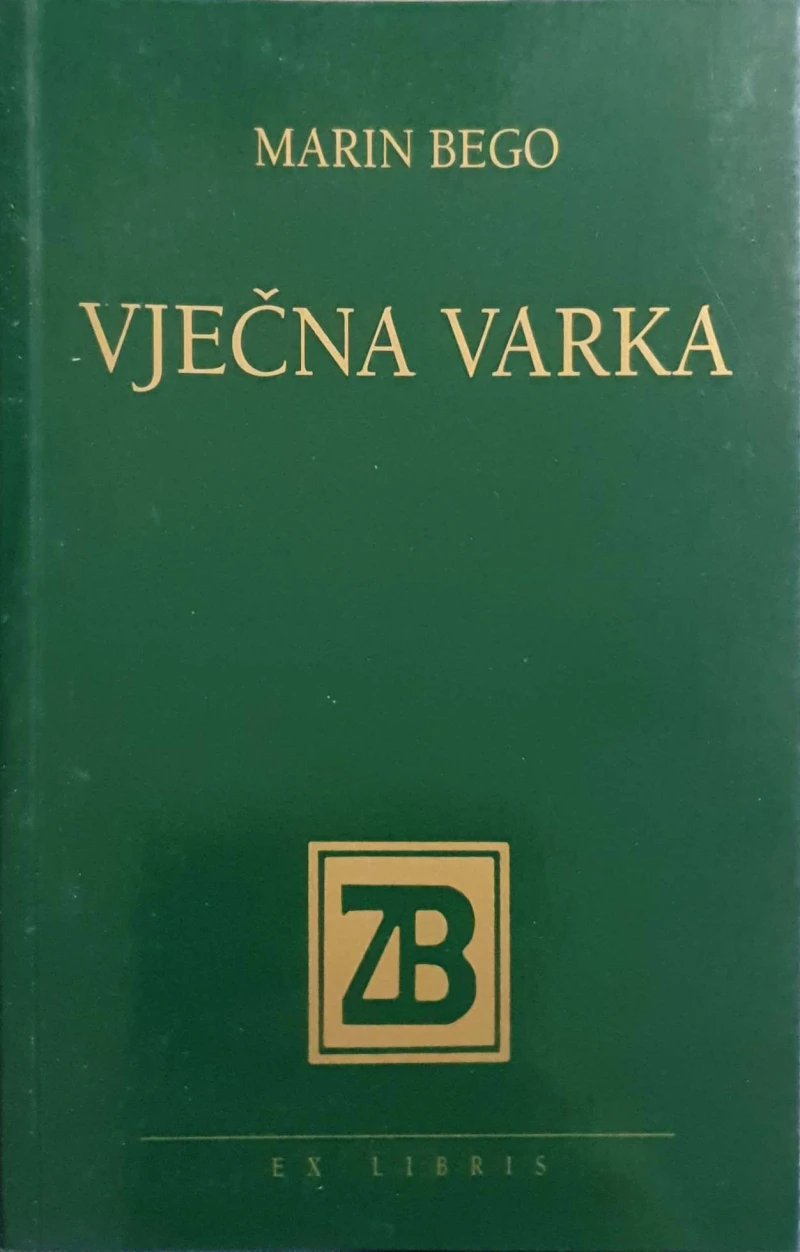 MARIN BEGO
VJEČNA VARKA
ZB
EX LIBRIS